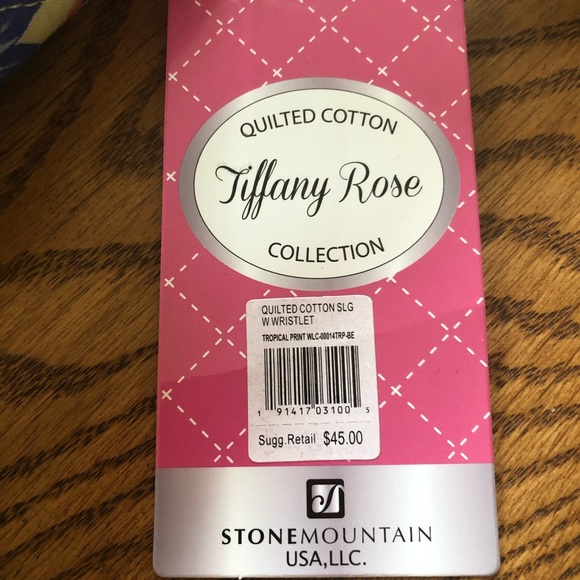 QUILTED COTTON
Tiffany Rose
COLLECTION
QUILTED COTTON SLG
W WRISTLET
TROPICAL PRINT WLC-00014TRP-BE
1 91417 03100 5
Sugg.Retail $45.00
STONEMOUNTAIN
USA,LLC.